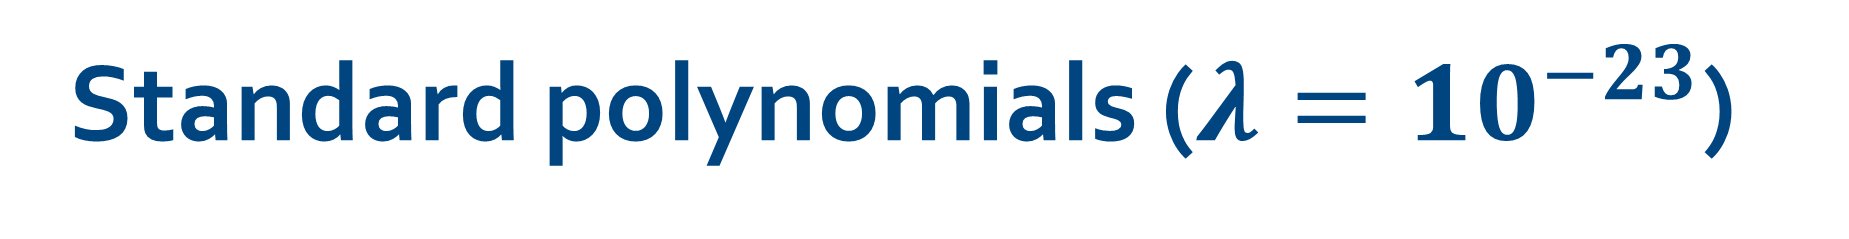 Standard polynomials (λ = 10⁻²³)